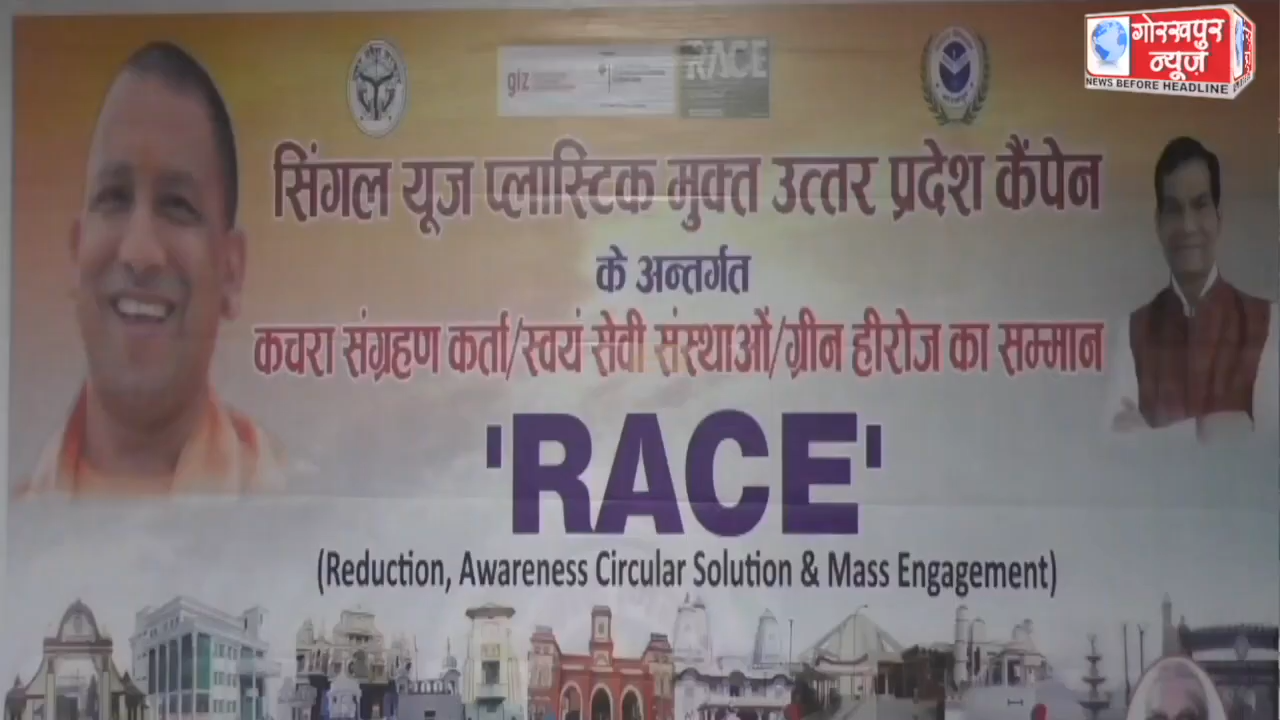 गोरखपुर
न्यूज़
NEWS BEFORE HEADLINE
giz
RACE
सिंगल यूज प्लास्टिक मुक्त उत्तर प्रदेश कैंपेन
के अन्तर्गत
कचरा संग्रहण कर्ता/स्वयं सेवी संस्थाओं/ग्रीन हीरोज का सम्मान
'RACE'
(Reduction, Awareness Circular Solution & Mass Engagement)